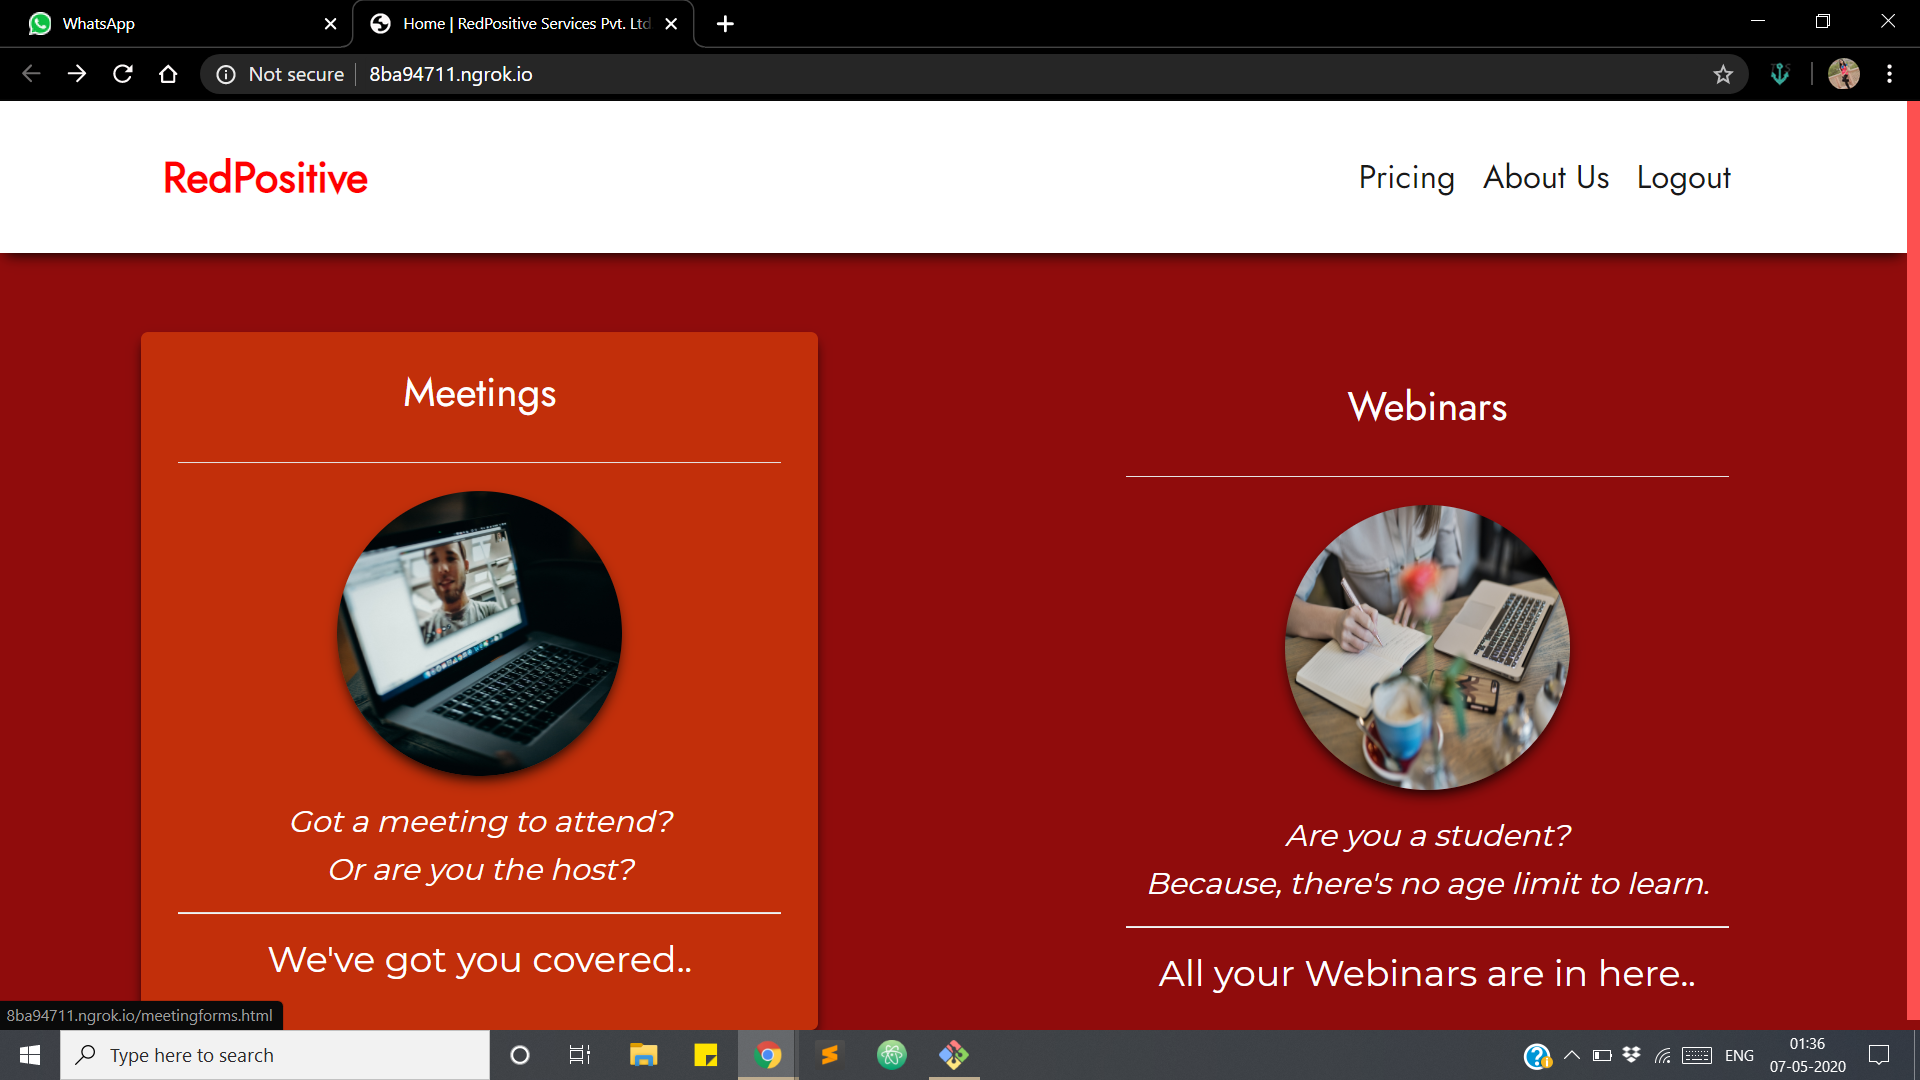 WhatsApp
Home | RedPositive Services Pvt. Ltd
Not secure
8ba94711.ngrok.io
RedPositive
Pricing About Us Logout
Meetings
Got a meeting to attend?
Or are you the host?
We've got you covered..
Webinars
Are you a student?
Because, there's no age limit to learn.
All your Webinars are in here..
8ba94711.ngrok.io/meetingforms.html
Type here to search
ENG
01:36
07-05-2020